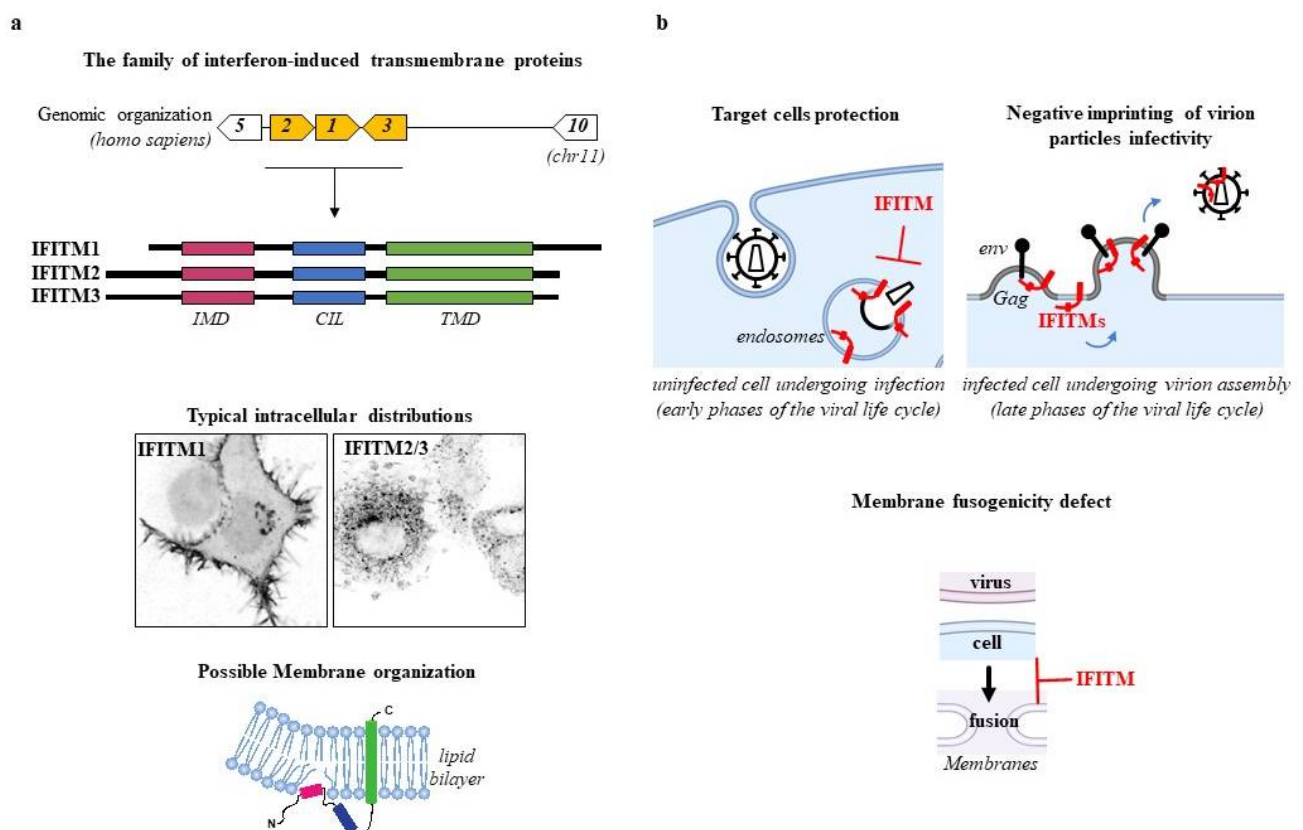 a
The family of interferon-induced transmembrane proteins
Genomic organization
(homo sapiens)
5 2 1 3 10
(chr11)
IFITM1
IFITM2
IFITM3
IMD CIL TMD
Typical intracellular distributions
IFITM1 IFITM2/3
Possible Membrane organization
C
lipid
bilayer
N
b
Target cells protection
IFITM
endosomes
uninfected cell undergoing infection
(early phases of the viral life cycle)
Negative imprinting of virion
particles infectivity
env
Gag
IFITMs
infected cell undergoing virion assembly
(late phases of the viral life cycle)
Membrane fusogenicity defect
virus
cell
IFITM
fusion
Membranes